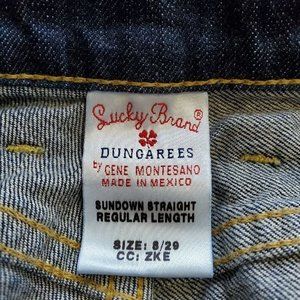 Lucky Brand®
DUNGAREES
by GENE MONTESANO
MADE IN MEXICO
SUNDOWN STRAIGHT
REGULAR LENGTH
SIZE: 8/29
CC: ZKE